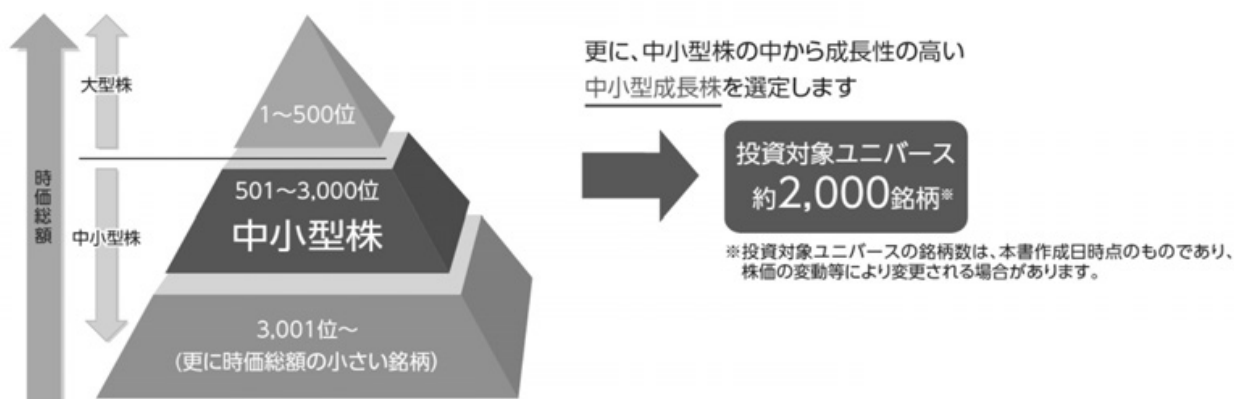 時価総額
大型株
中小型株
1～500位
501～3,000位
中小型株
3,001位～
(更に時価総額の小さい銘柄)
更に、中小型株の中から成長性の高い
中小型成長株を選定します
投資対象ユニバース
約2,000銘柄※
※投資対象ユニバースの銘柄数は、本書作成日時点のものであり、
株価の変動等により変更される場合があります。